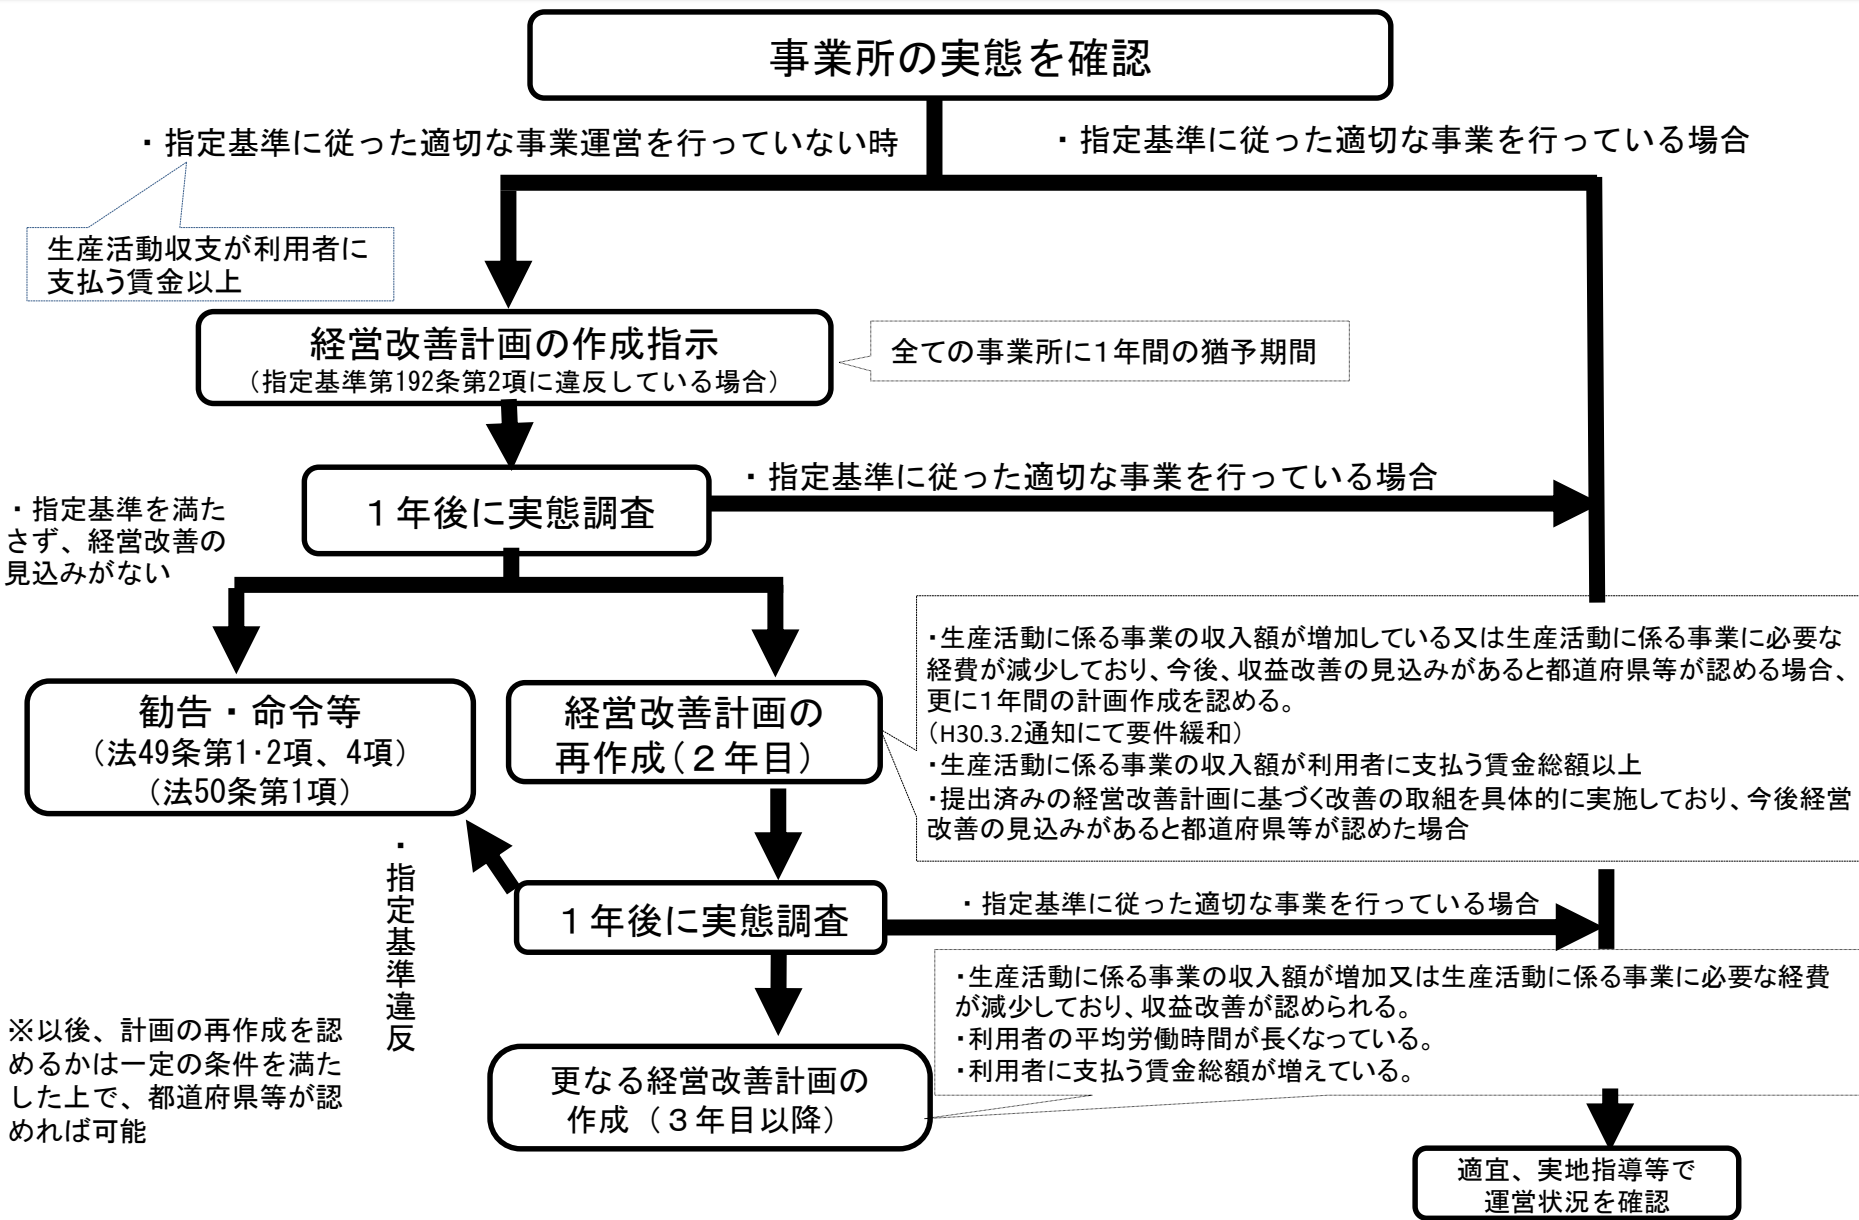 事業所の実態を確認
・指定基準に従った適切な事業運営を行っていない時
・指定基準に従った適切な事業を行っている場合
生産活動収支が利用者に
支払う賃金以上
経営改善計画の作成指示
（指定基準第192条第2項に違反している場合）
全ての事業所に1年間の猶予期間
１年後に実態調査
・指定基準に従った適切な事業を行っている場合
・指定基準を満た
さず、経営改善の
見込みがない
勧告・命令等
（法49条第1･2項、4項）
（法50条第1項）
経営改善計画の
再作成（２年目）
・生産活動に係る事業の収入額が増加している又は生産活動に係る事業に必要な
経費が減少しており、今後、収益改善の見込みがあると都道府県等が認める場合、
更に１年間の計画作成を認める。
（H30.3.2通知にて要件緩和）
・生産活動に係る事業の収入額が利用者に支払う賃金総額以上
・提出済みの経営改善計画に基づく改善の取組を具体的に実施しており、今後経営
改善の見込みがあると都道府県等が認めた場合
・指定基準違反
１年後に実態調査
・指定基準に従った適切な事業を行っている場合
・生産活動に係る事業の収入額が増加又は生産活動に係る事業に必要な経費
が減少しており、収益改善が認められる。
・利用者の平均労働時間が長くなっている。
・利用者に支払う賃金総額が増えている。
※以後、計画の再作成を認
めるかは一定の条件を満た
した上で、都道府県等が認
めれば可能
更なる経営改善計画の
作成（３年目以降）
適宜、実地指導等で
運営状況を確認